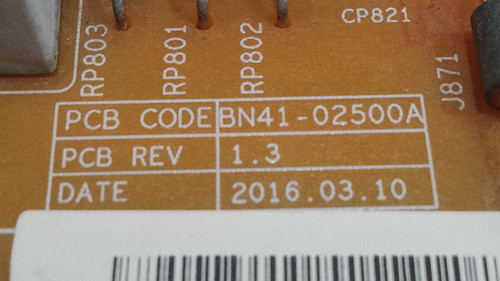 CP821
RP803
RP801
RP802
J871
PCB CODE BN41-02500A
PCB REV 1.3
DATE 2016.03.10